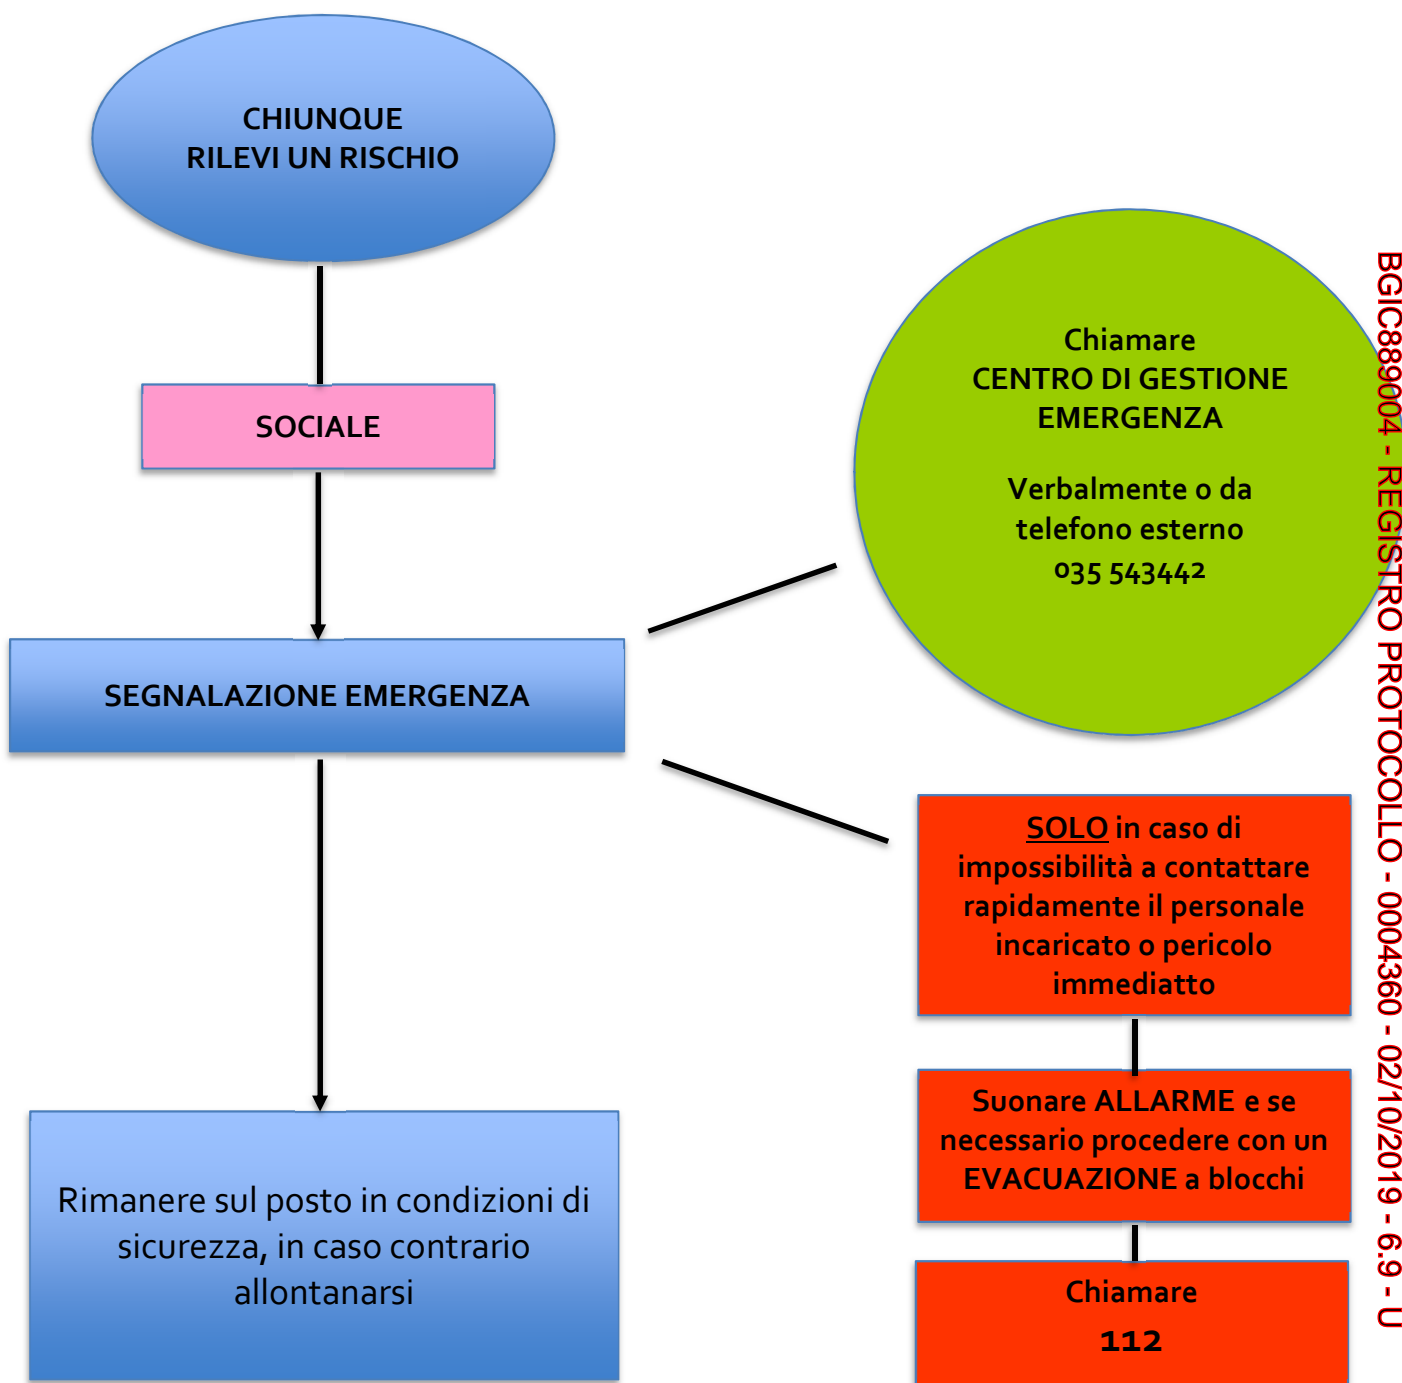 CHIUNQUE
RILEVI UN RISCHIO
SOCIALE
SEGNALAZIONE EMERGENZA
Rimanere sul posto in condizioni di
sicurezza, in caso contrario
allontanarsi
Chiamare
CENTRO DI GESTIONE
EMERGENZA
Verbalmente o da
telefono esterno
035 543442
SOLO in caso di
impossibilità a contattare
rapidamente il personale
incaricato o pericolo
immediatto
Suonare ALLARME e se
necessario procedere con un
EVACUAZIONE a blocchi
Chiamare
112
BGIC889004 - REGISTRO PROTOCOLLO - 0004360 - 02/10/2019 - 6.9 - U